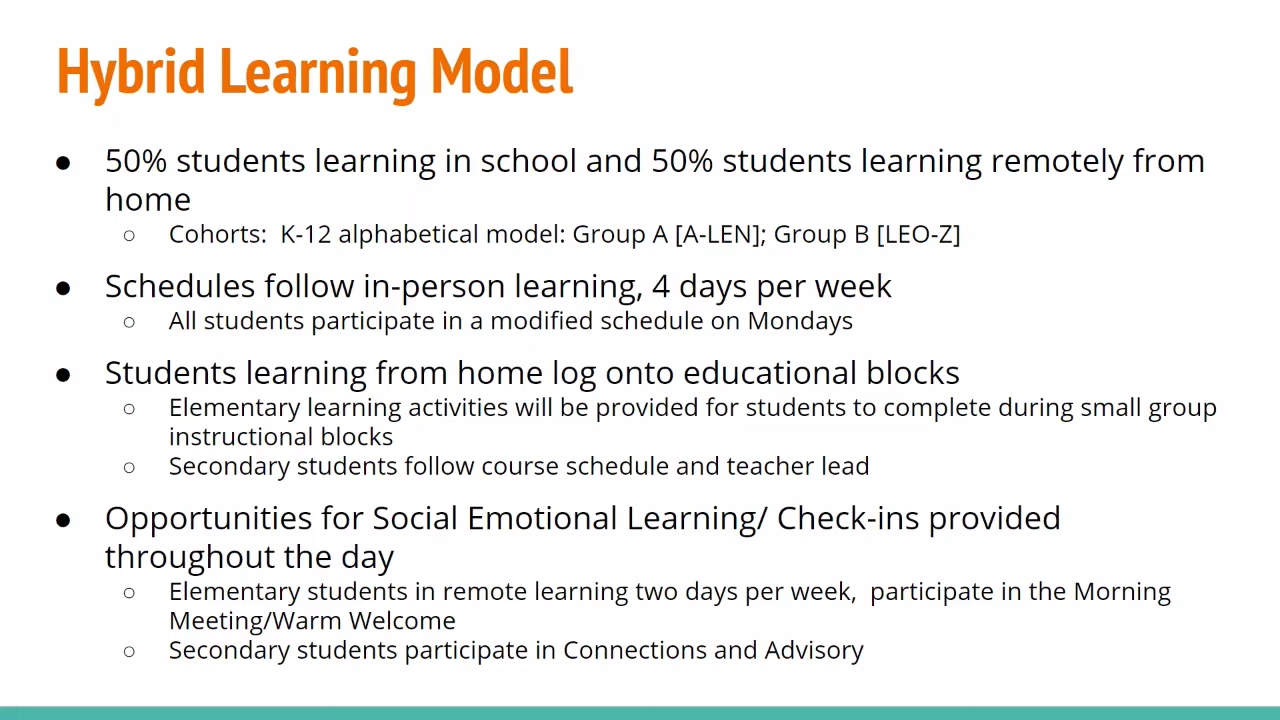 Hybrid Learning Model
● 50% students learning in school and 50% students learning remotely from
home
○ Cohorts:  K-12 alphabetical model: Group A [A-LEN]; Group B [LEO-Z]
● Schedules follow in-person learning, 4 days per week
○ All students participate in a modified schedule on Mondays
● Students learning from home log onto educational blocks
○ Elementary learning activities will be provided for students to complete during small group
instructional blocks
○ Secondary students follow course schedule and teacher lead
● Opportunities for Social Emotional Learning/ Check-ins provided
throughout the day
○ Elementary students in remote learning two days per week,  participate in the Morning
Meeting/Warm Welcome
○ Secondary students participate in Connections and Advisory